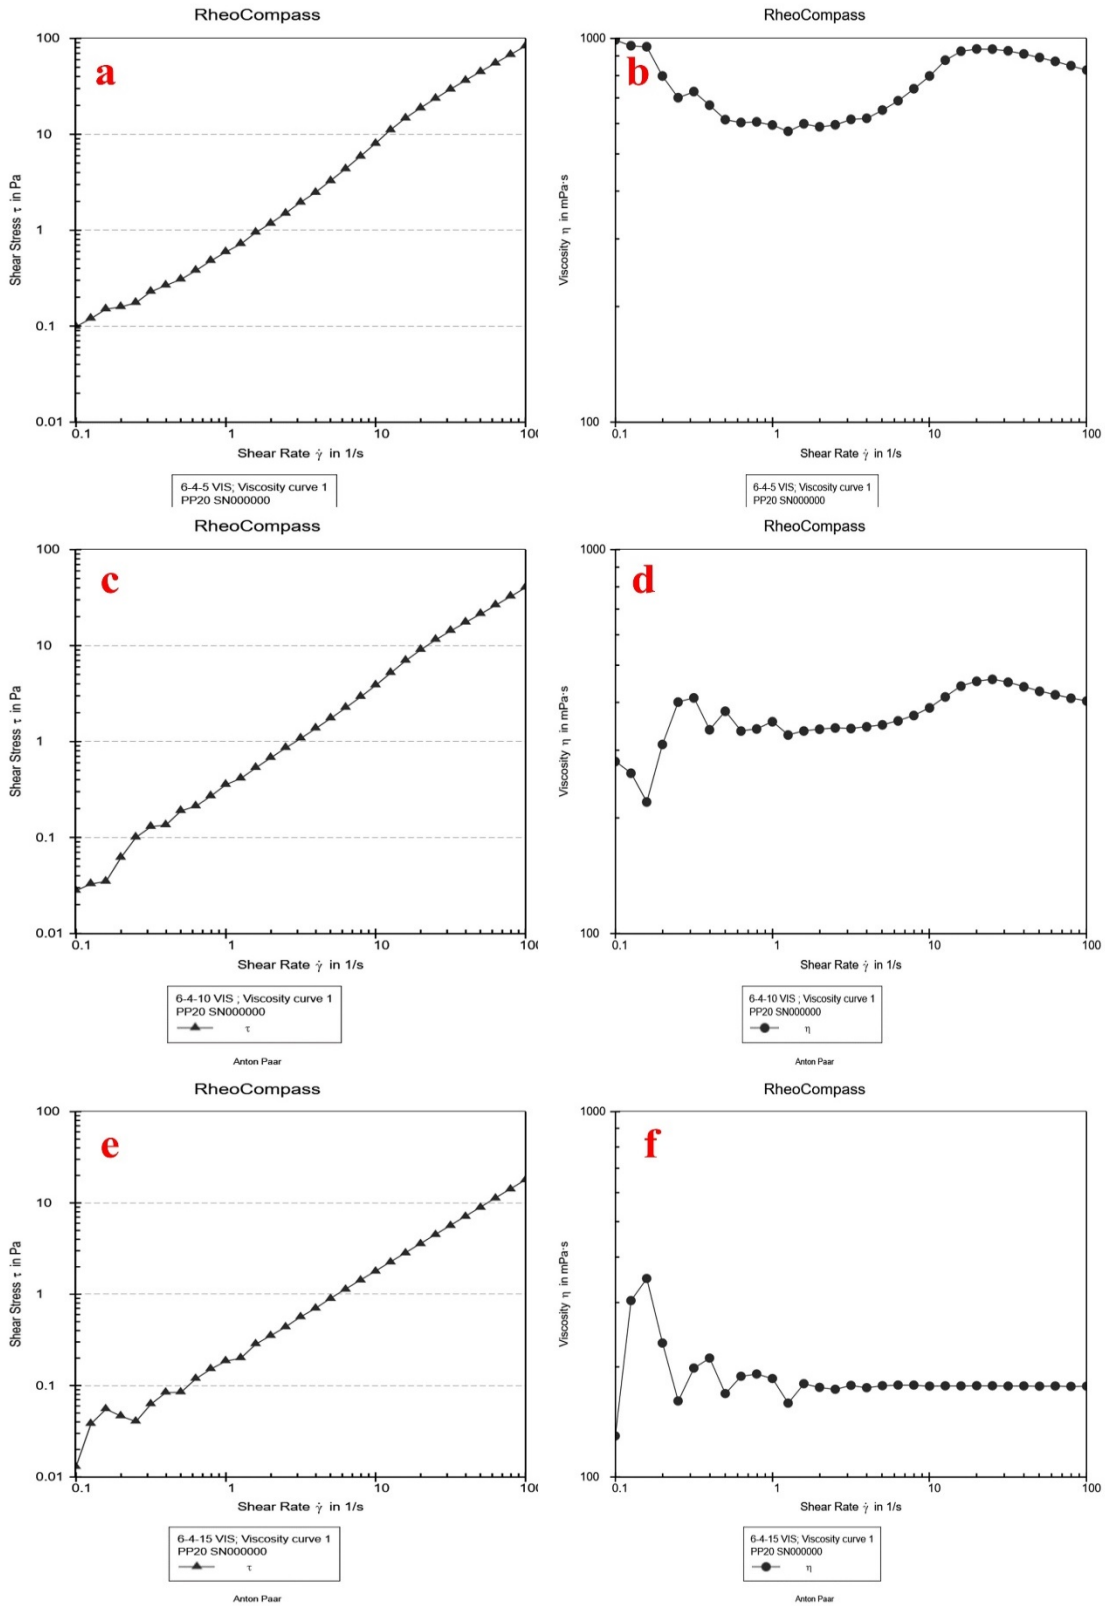 RheoCompass
a
Shear Stress τ in Pa
100
10
1
0.1
0.01
0.1
1
10
100
Shear Rate γ̇ in 1/s
6-4-5 VIS; Viscosity curve 1
PP20 SN000000
RheoCompass
b
Viscosity η in mPa·s
1000
100
0.1
1
10
100
Shear Rate γ̇ in 1/s
6-4-5 VIS; Viscosity curve 1
PP20 SN000000
RheoCompass
c
Shear Stress τ in Pa
100
10
1
0.1
0.01
0.1
1
10
100
Shear Rate γ̇ in 1/s
6-4-10 VIS ; Viscosity curve 1
PP20 SN000000
τ
Anton Paar
RheoCompass
d
Viscosity η in mPa·s
1000
100
0.1
1
10
100
Shear Rate γ̇ in 1/s
6-4-10 VIS ; Viscosity curve 1
PP20 SN000000
η
Anton Paar
RheoCompass
e
Shear Stress τ in Pa
100
10
1
0.1
0.01
0.1
1
10
100
Shear Rate γ̇ in 1/s
6-4-15 VIS; Viscosity curve 1
PP20 SN000000
τ
Anton Paar
RheoCompass
f
Viscosity η in mPa·s
1000
100
0.1
1
10
100
Shear Rate γ̇ in 1/s
6-4-15 VIS; Viscosity curve 1
PP20 SN000000
η
Anton Paar